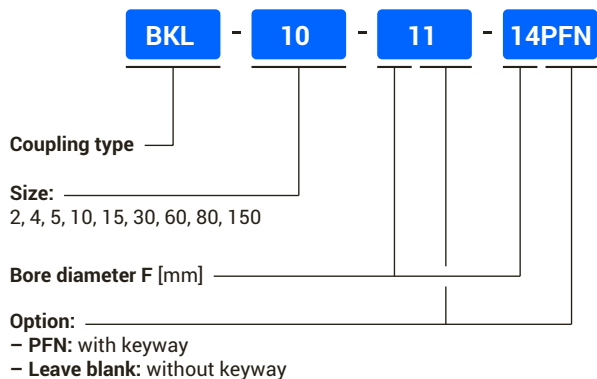 BKL - 10 - 11 - 14PFN
Coupling type
Size:
2, 4, 5, 10, 15, 30, 60, 80, 150
Bore diameter F [mm]
Option:
– PFN: with keyway
– Leave blank: without keyway